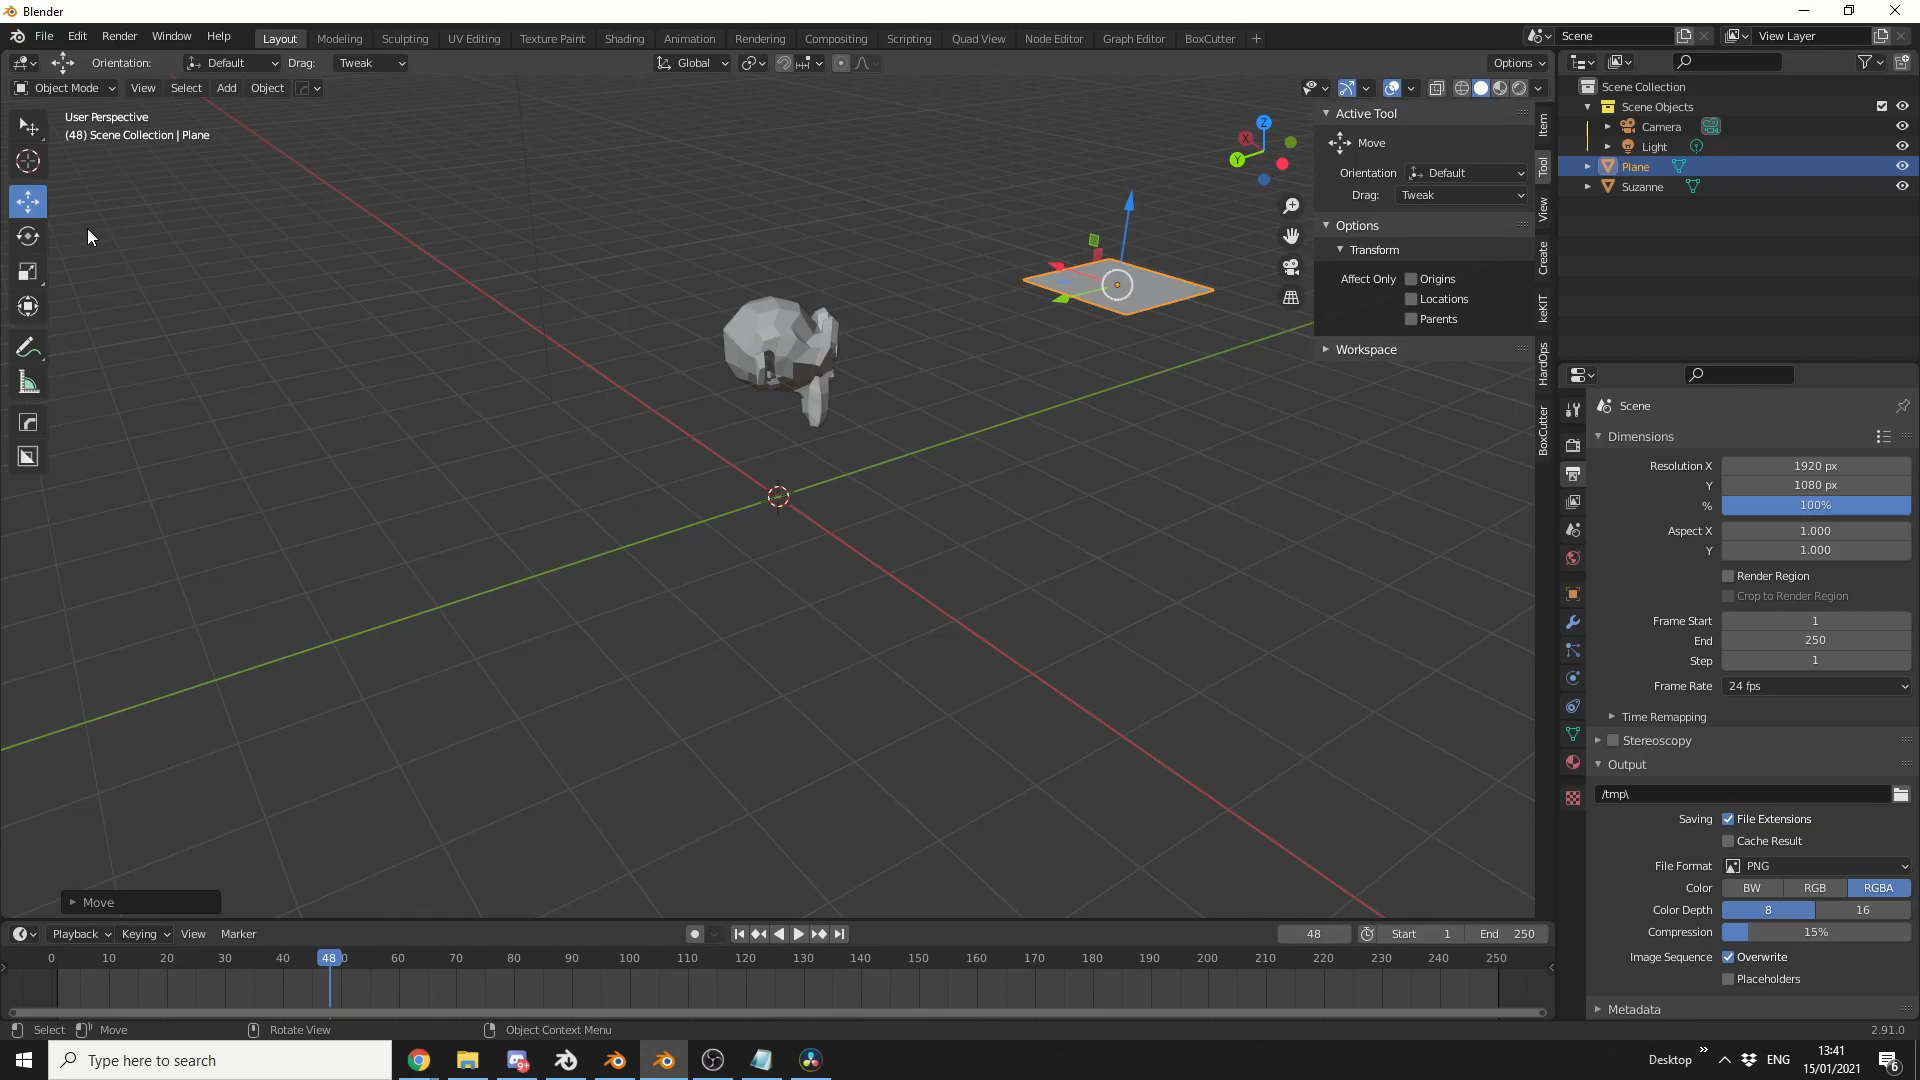 Blender
File Edit Render Window Help
Layout Modeling Sculpting UV Editing Texture Paint Shading Animation Rendering Compositing Scripting Quad View Node Editor Graph Editor BoxCutter +
Scene View Layer
Orientation: Default Drag: Tweak Global Options
Object Mode View Select Add Object
User Perspective
(48) Scene Collection | Plane
Z
X
Y
Active Tool
Move
Orientation Default
Drag: Tweak
Options
Transform
Affect Only Origins
Locations
Parents
Workspace
Item
Tool
View
Create
keKIT
HardOps
BoxCutter
Scene Collection
Scene Objects
Camera
Light
Plane
Suzanne
Scene
Dimensions
Resolution X 1920 px
Y 1080 px
% 100%
Aspect X 1.000
Y 1.000
Render Region
Crop to Render Region
Frame Start 1
End 250
Step 1
Frame Rate 24 fps
Time Remapping
Stereoscopy
Output
/tmp\
Saving File Extensions
Cache Result
File Format PNG
Color BW RGB RGBA
Color Depth 8 16
Compression 15%
Image Sequence Overwrite
Placeholders
Metadata
Move
Playback Keying View Marker 48 Start 1 End 250
0 10 20 30 40 48 0 60 70 80 90 100 110 120 130 140 150 160 170 180 190 200 210 220 230 240 250
Select Move Rotate View Object Context Menu 2.91.0
Type here to search
9+
Desktop » ENG
13:41
15/01/2021
6